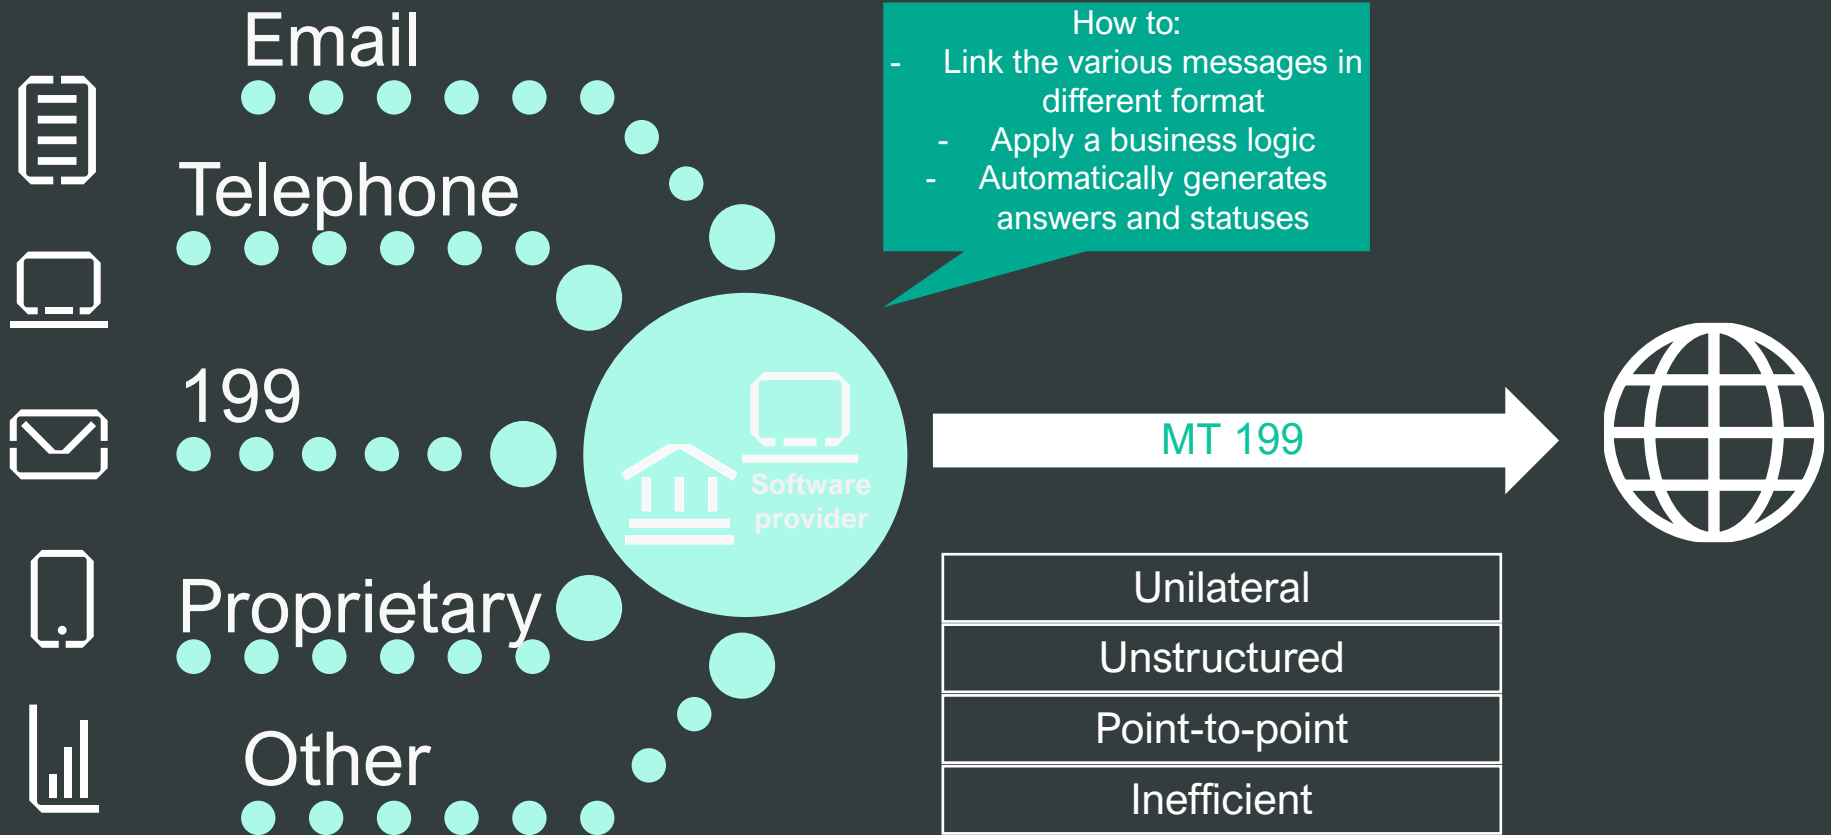 Email
Telephone
199
Proprietary
Other
How to:
- Link the various messages in
different format
- Apply a business logic
- Automatically generates
answers and statuses
Software
provider
MT 199
Unilateral
Unstructured
Point-to-point
Inefficient